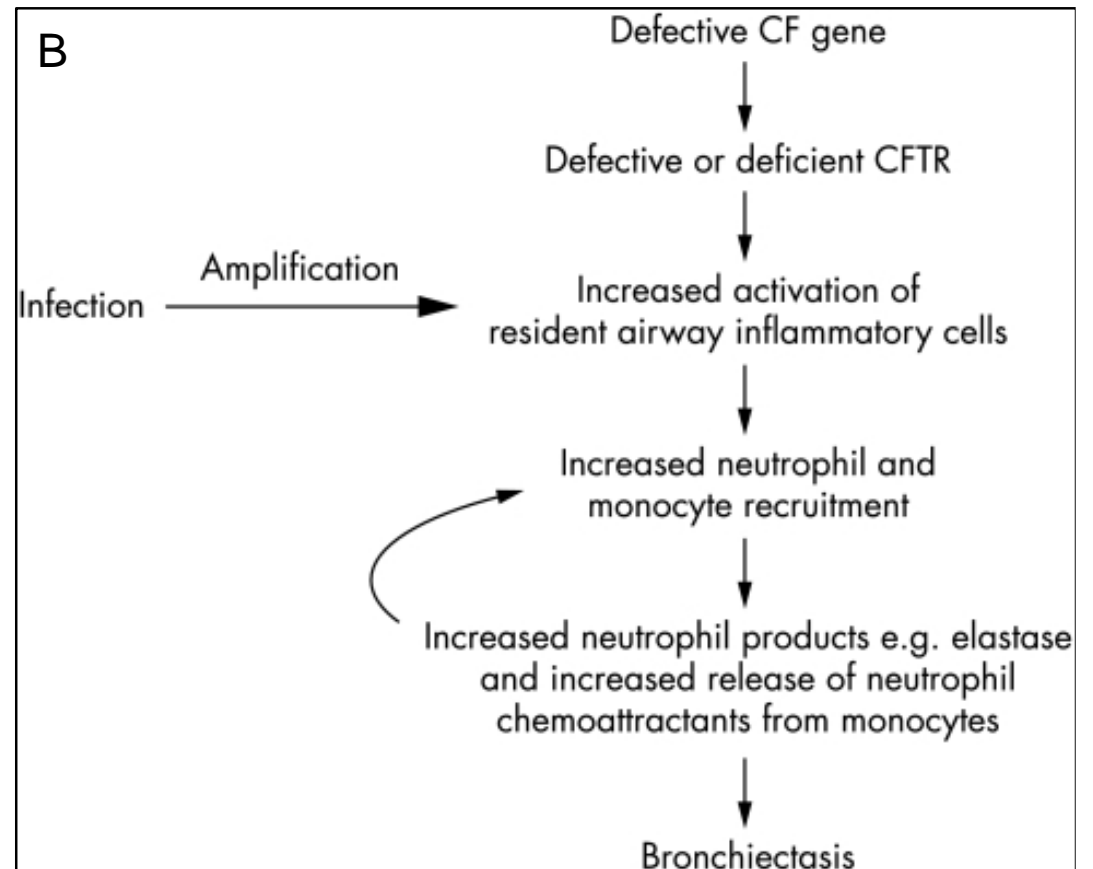 B
Defective CF gene
Defective or deficient CFTR
Amplification
Infection
Increased activation of
resident airway inflammatory cells
Increased neutrophil and
monocyte recruitment
Increased neutrophil products e.g. elastase
and increased release of neutrophil
chemoattractants from monocytes
Bronchiectasis